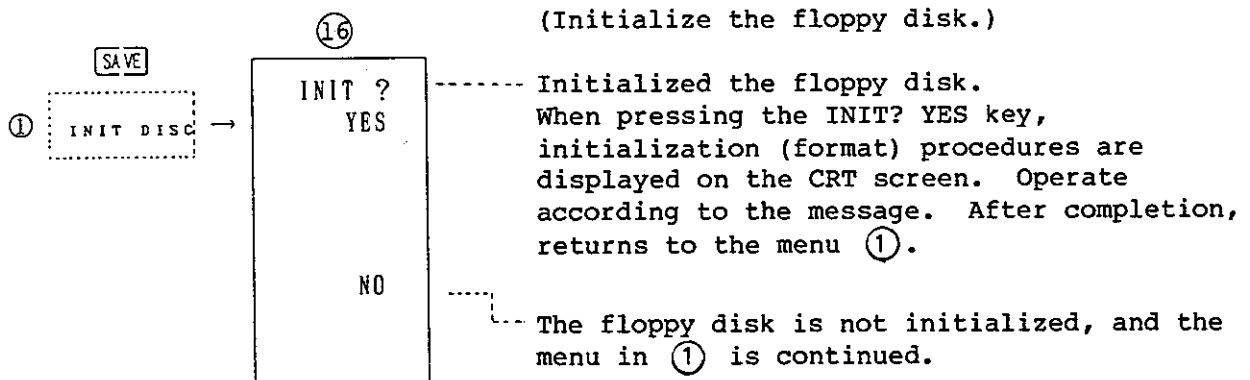 (Initialize the floppy disk.)
⑯
SAVE
① INIT DISC →
INIT ?
YES
Initialized the floppy disk.
When pressing the INIT? YES key,
initialization (format) procedures are
displayed on the CRT screen. Operate
according to the message. After completion,
returns to the menu ①.
NO
The floppy disk is not initialized, and the
menu in ① is continued.